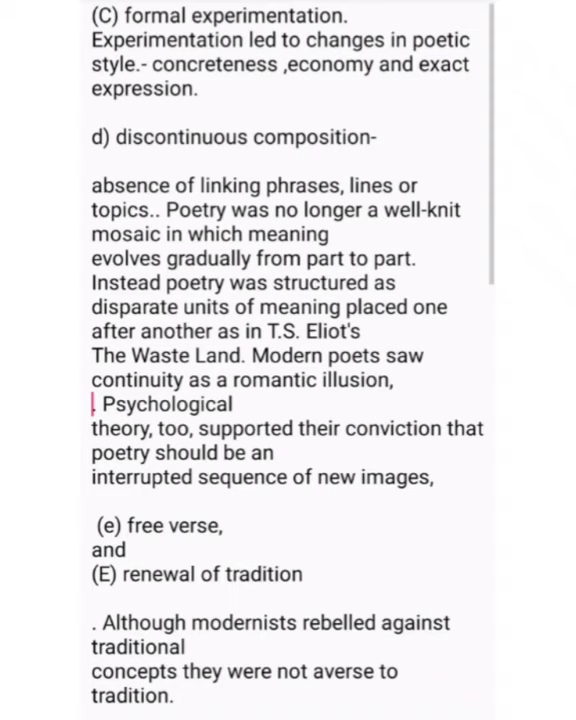 (C) formal experimentation.
Experimentation led to changes in poetic
style.- concreteness ,economy and exact
expression.
d) discontinuous composition-
absence of linking phrases, lines or
topics.. Poetry was no longer a well-knit
mosaic in which meaning
evolves gradually from part to part.
Instead poetry was structured as
disparate units of meaning placed one
after another as in T.S. Eliot's
The Waste Land. Modern poets saw
continuity as a romantic illusion,
. Psychological
theory, too, supported their conviction that
poetry should be an
interrupted sequence of new images,
(e) free verse,
and
(E) renewal of tradition
. Although modernists rebelled against
traditional
concepts they were not averse to
tradition.